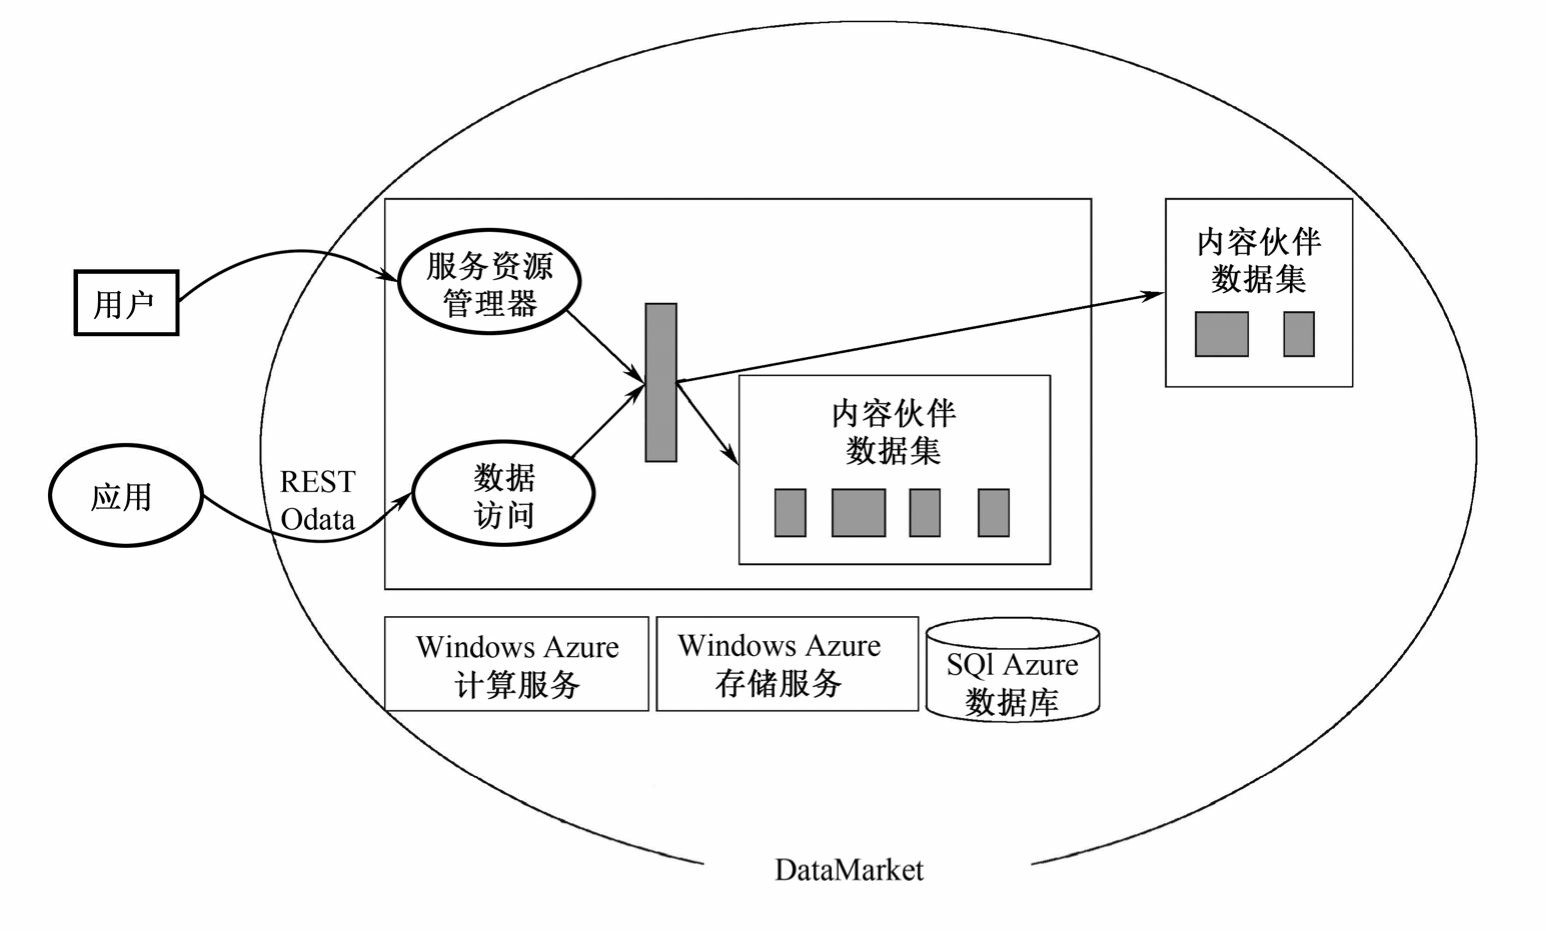 用户
应用
REST
Odata
服务资源
管理器
数据
访问
内容伙伴
数据集
内容伙伴
数据集
Windows Azure
计算服务
Windows Azure
存储服务
SQl Azure
数据库
DataMarket